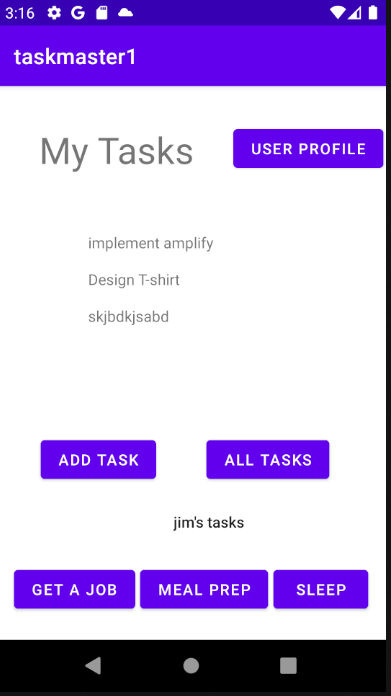 3:16
taskmaster1
My Tasks
USER PROFILE
implement amplify
Design T-shirt
skjbdkjsabd
ADD TASK
ALL TASKS
jim's tasks
GET A JOB
MEAL PREP
SLEEP